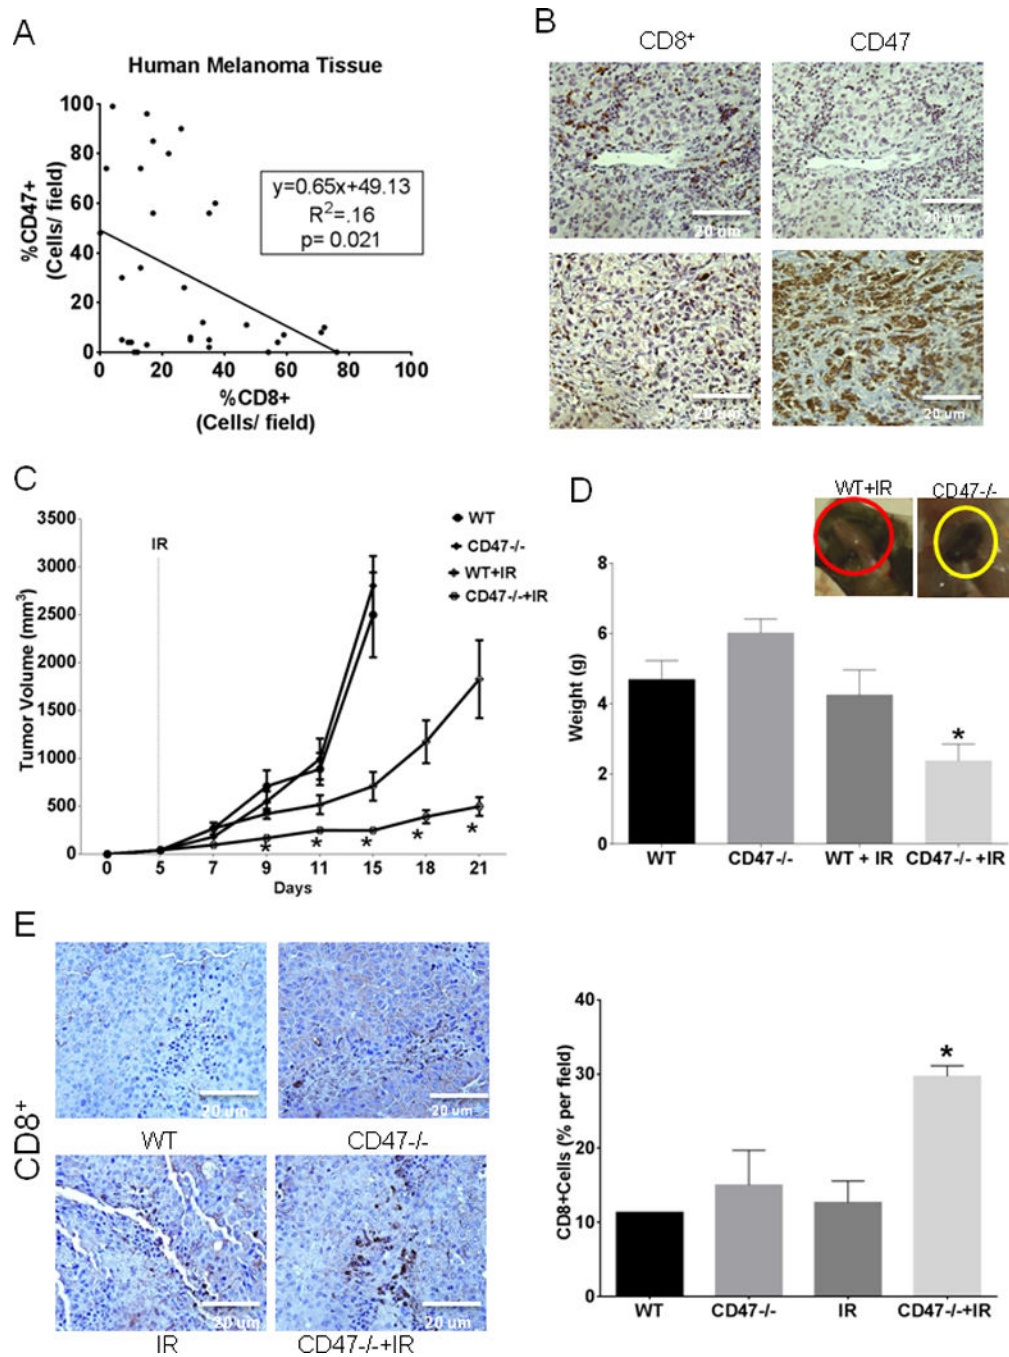 A
Human Melanoma Tissue
100
80
60
40
20
0
%CD47+
(Cells/ field)
y=0.65x+49.13
R²=.16
p= 0.021
0
20
40
60
80
100
%CD8+
(Cells/ field)
B
CD8⁺
CD47
20 um
20 um
20 um
20 um
C
3500
3000
2500
2000
1500
1000
500
0
Tumor Volume (mm³)
IR
WT
CD47-/-
WT+IR
CD47-/-+IR
*
*
*
*
*
0
5
7
9
11
15
18
21
Days
D
WT+IR
CD47-/-
8
6
4
2
0
Weight (g)
*
WT
CD47-/-
WT + IR
CD47-/- +IR
E
CD8⁺
20 um
20 um
WT
CD47-/-
20 um
20 um
IR
CD47-/-+IR
40
30
20
10
0
CD8+Cells (% per field)
*
WT
CD47-/-
IR
CD47-/-+IR